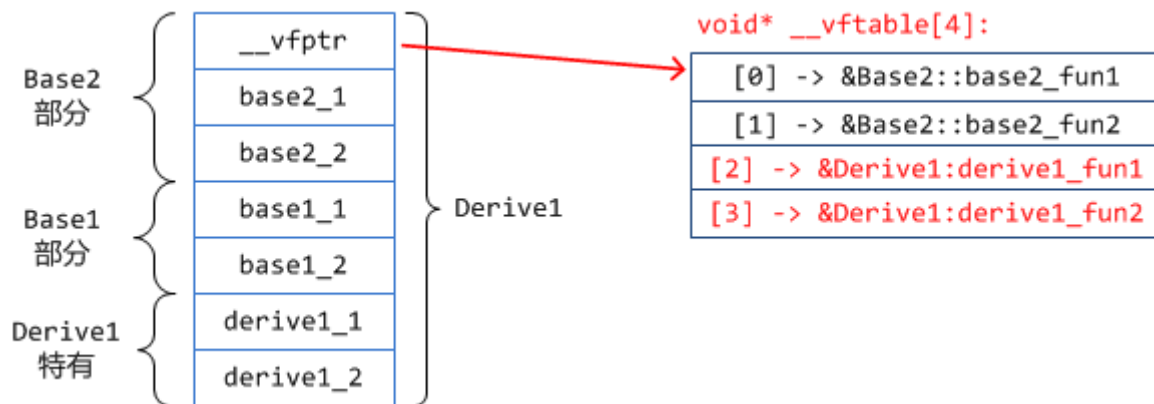 void* __vftable[4]:
Base2
部分
__vfptr
base2_1
base2_2
Base1
部分
base1_1
base1_2
Derive1
特有
derive1_1
derive1_2
Derive1
[0] -> &Base2::base2_fun1
[1] -> &Base2::base2_fun2
[2] -> &Derive1:derive1_fun1
[3] -> &Derive1:derive1_fun2